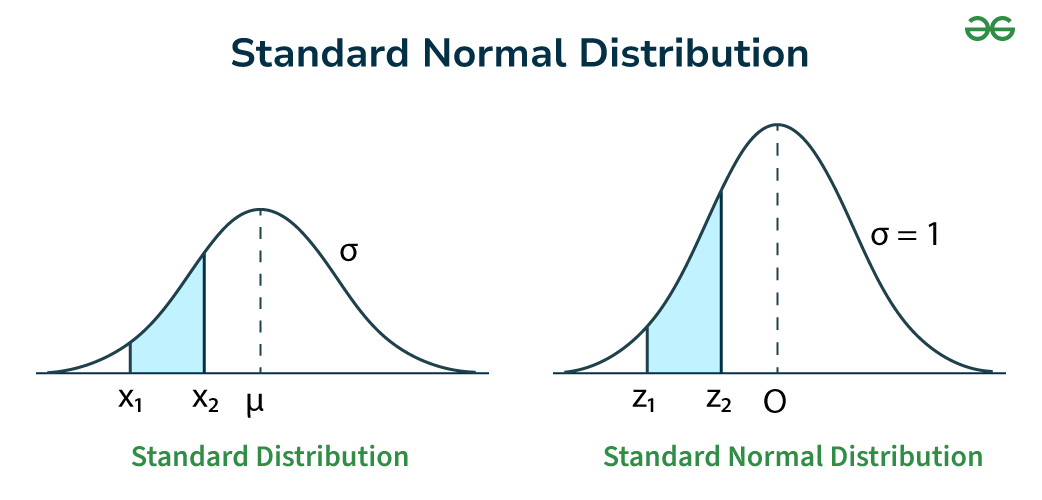 Standard Normal Distribution
σ
σ = 1
x₁ x₂ μ
z₁ z₂ O
Standard Distribution
Standard Normal Distribution